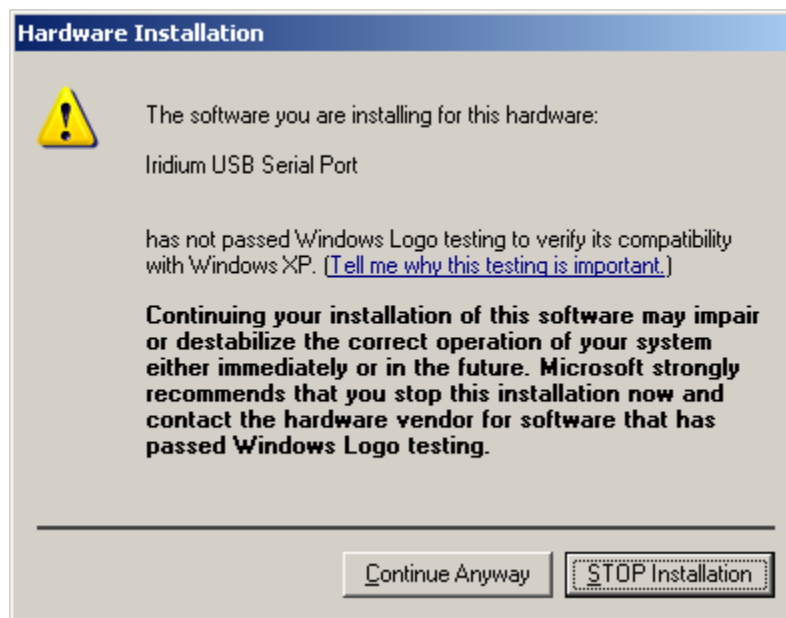 Hardware Installation
The software you are installing for this hardware:
Iridium USB Serial Port
has not passed Windows Logo testing to verify its compatibility
with Windows XP. (Tell me why this testing is important.)
Continuing your installation of this software may impair
or destabilize the correct operation of your system
either immediately or in the future. Microsoft strongly
recommends that you stop this installation now and
contact the hardware vendor for software that has
passed Windows Logo testing.
Continue Anyway
STOP Installation